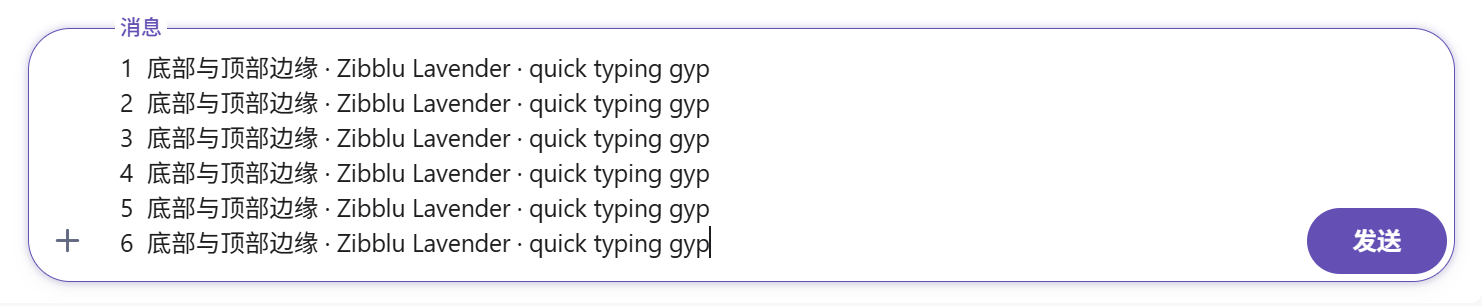 消息
1 底部与顶部边缘 · Zibblu Lavender · quick typing gyp
2 底部与顶部边缘 · Zibblu Lavender · quick typing gyp
3 底部与顶部边缘 · Zibblu Lavender · quick typing gyp
4 底部与顶部边缘 · Zibblu Lavender · quick typing gyp
5 底部与顶部边缘 · Zibblu Lavender · quick typing gyp
6 底部与顶部边缘 · Zibblu Lavender · quick typing gyp
发送